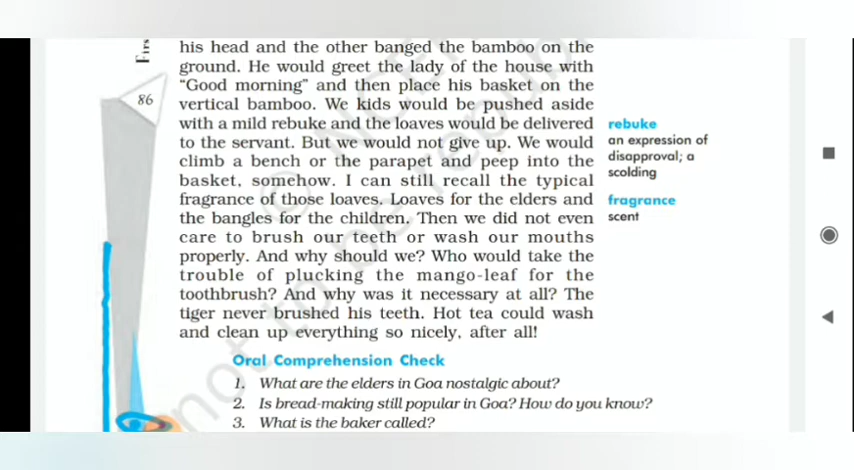 Firs
his head and the other banged the bamboo on the
ground. He would greet the lady of the house with
86
“Good morning” and then place his basket on the
vertical bamboo. We kids would be pushed aside
with a mild rebuke and the loaves would be delivered
to the servant. But we would not give up. We would
climb a bench or the parapet and peep into the
basket, somehow. I can still recall the typical
fragrance of those loaves. Loaves for the elders and
the bangles for the children. Then we did not even
care to brush our teeth or wash our mouths
properly. And why should we? Who would take the
trouble of plucking the mango-leaf for the
toothbrush? And why was it necessary at all? The
tiger never brushed his teeth. Hot tea could wash
and clean up everything so nicely, after all!
rebuke
an expression of
disapproval; a
scolding
fragrance
scent
Oral Comprehension Check
1. What are the elders in Goa nostalgic about?
2. Is bread-making still popular in Goa? How do you know?
3. What is the baker called?
not to be republ
© NCE